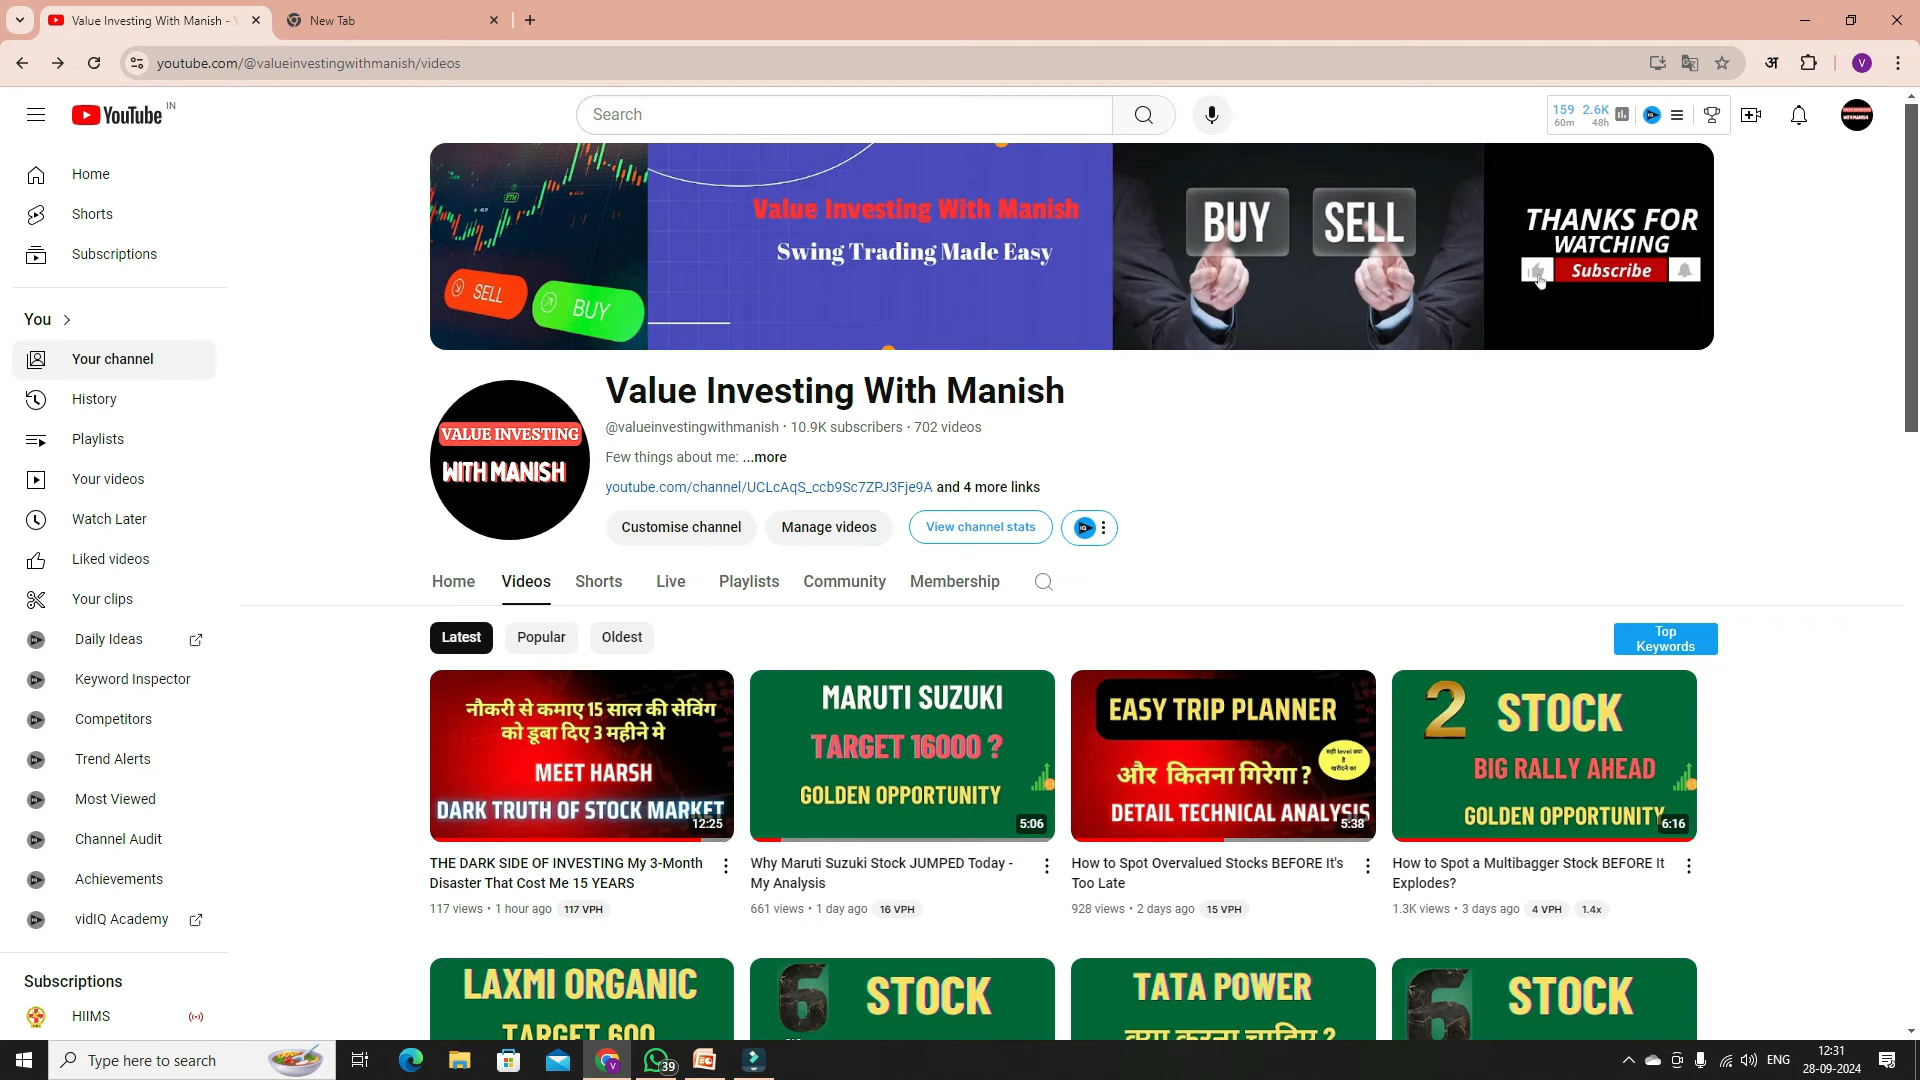 Value Investing With Manish - Y
New Tab
youtube.com/@valueinvestingwithmanish/videos
अ
V
YouTube IN
Search
159 2.6K
60m 48h
Home
Shorts
Subscriptions
You
Your channel
History
Playlists
Your videos
Watch Later
Liked videos
Your clips
Daily Ideas
Keyword Inspector
Competitors
Trend Alerts
Most Viewed
Channel Audit
Achievements
vidIQ Academy
Subscriptions
HIIMS
ETH
SELL
BUY
Value Investing With Manish
Swing Trading Made Easy
BUY SELL
THANKS FOR
WATCHING
Subscribe
VALUE INVESTING
WITH MANISH
Value Investing With Manish
@valueinvestingwithmanish · 10.9K subscribers · 702 videos
Few things about me: ...more
youtube.com/channel/UCLcAqS_ccb9Sc7ZPJ3Fje9A and 4 more links
Customise channel
Manage videos
View channel stats
Home
Videos
Shorts
Live
Playlists
Community
Membership
Latest
Popular
Oldest
Top
Keywords
नौकरी से कमाए 15 साल की सेविंग
को डूबा दिए 3 महीने मे
MEET HARSH
DARK TRUTH OF STOCK MARKET
12:25
THE DARK SIDE OF INVESTING My 3-Month
Disaster That Cost Me 15 YEARS
117 views · 1 hour ago 117 VPH
MARUTI SUZUKI
TARGET 16000 ?
GOLDEN OPPORTUNITY
5:06
Why Maruti Suzuki Stock JUMPED Today -
My Analysis
661 views · 1 day ago 16 VPH
EASY TRIP PLANNER
सही level क्या
है
खरीदने का
और कितना गिरेगा ?
DETAIL TECHNICAL ANALYSIS
5:38
How to Spot Overvalued Stocks BEFORE It's
Too Late
928 views · 2 days ago 15 VPH
2 STOCK
BIG RALLY AHEAD
GOLDEN OPPORTUNITY
6:16
How to Spot a Multibagger Stock BEFORE It
Explodes?
1.3K views · 3 days ago 4 VPH 1.4x
LAXMI ORGANIC
TARGET 600
6 STOCK
TATA POWER
क्या करना चाहिए ?
6 STOCK
Type here to search
39
ENG
12:31
28-09-2024